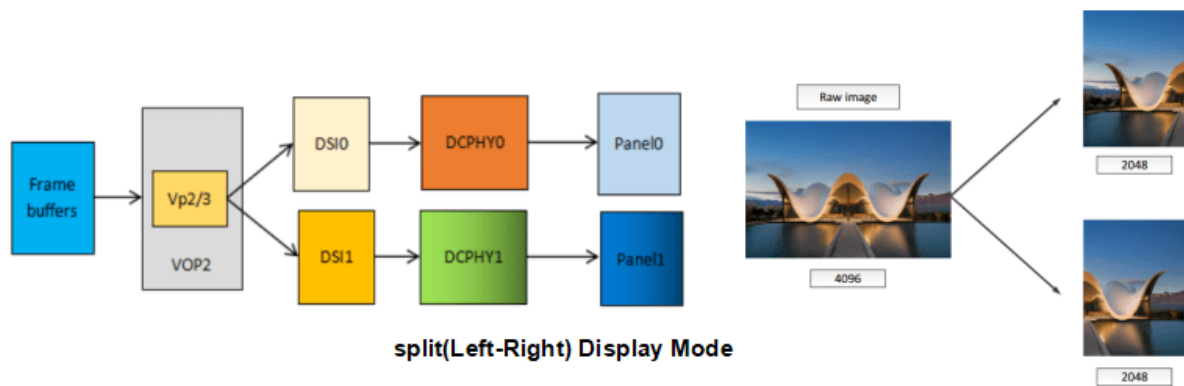 Frame
buffers
Vp2/3
VOP2
DSI0
DCPHY0
Panel0
DSI1
DCPHY1
Panel1
Raw image
4096
2048
2048
split(Left-Right) Display Mode